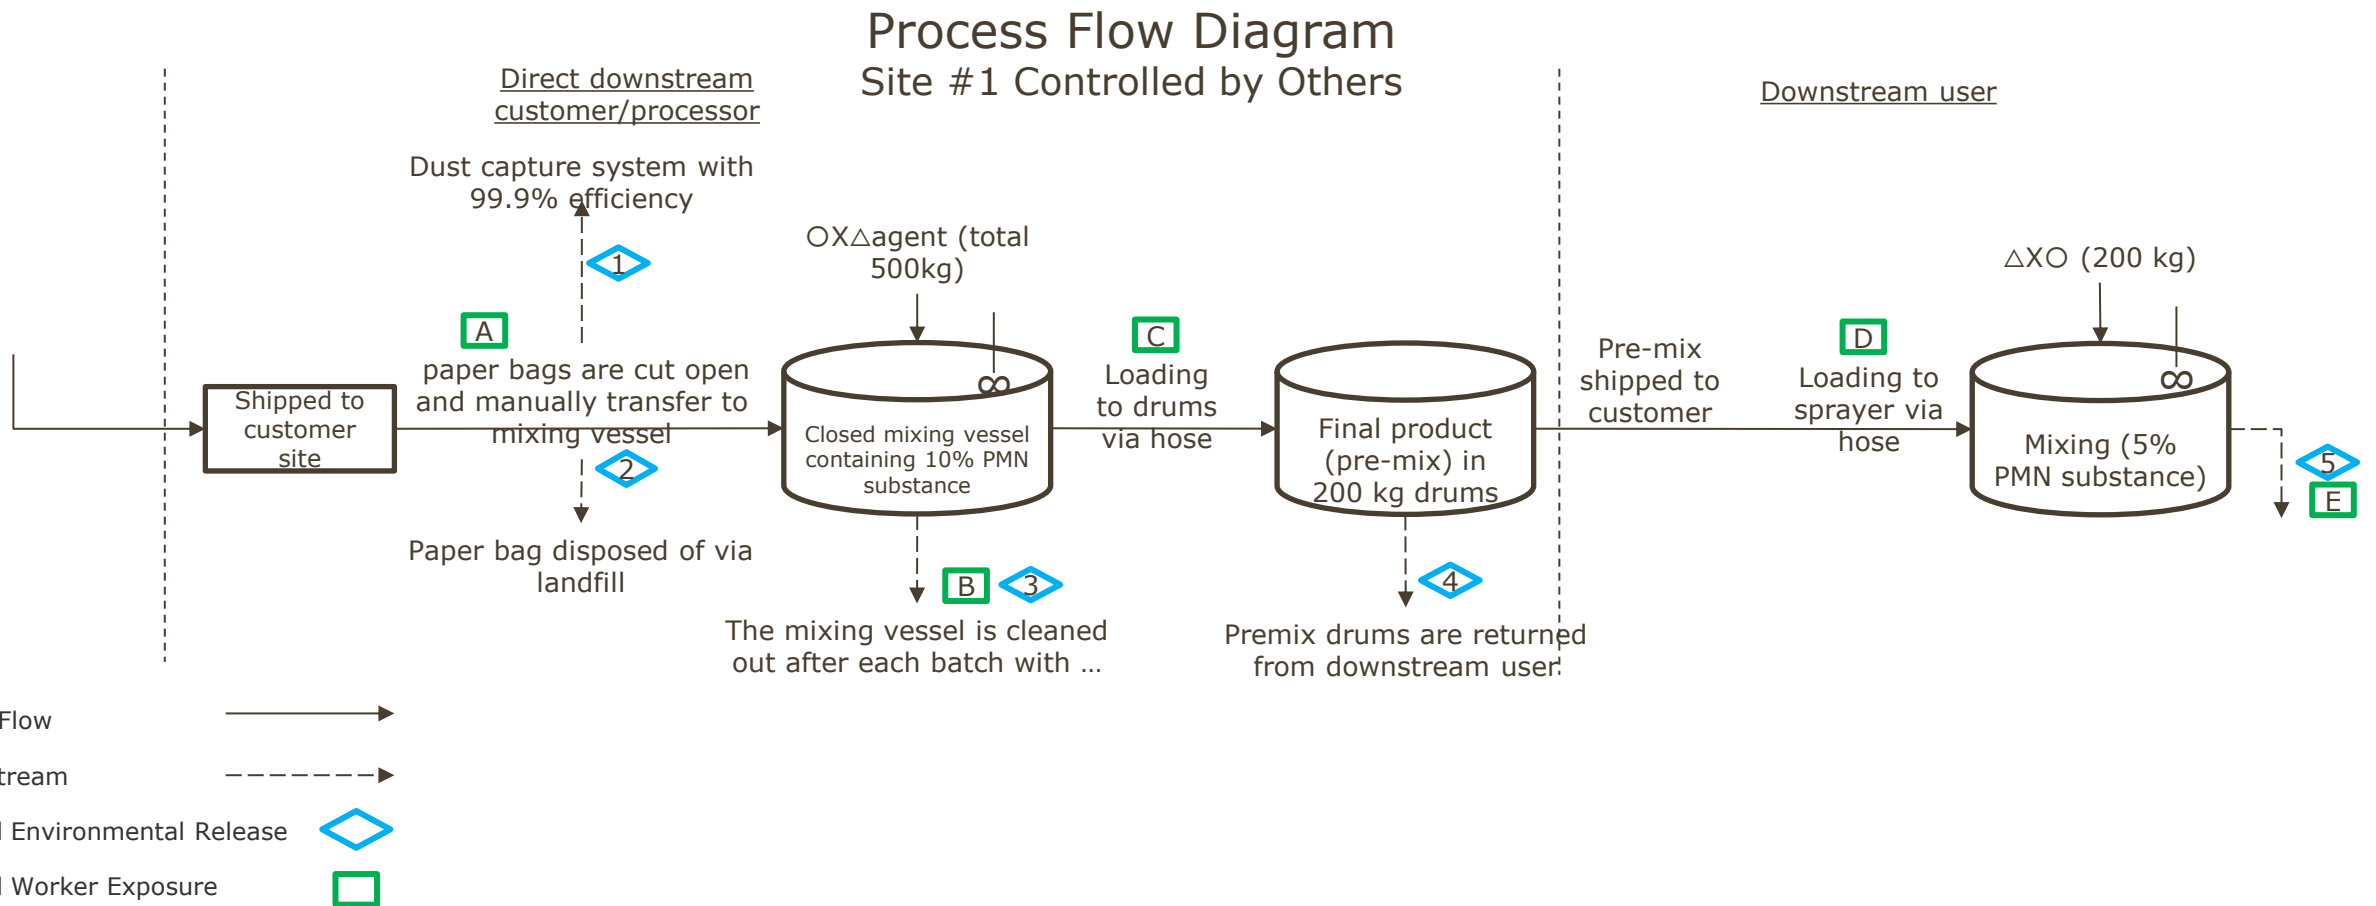 Process Flow Diagram
Site #1 Controlled by Others
Direct downstream
customer/processor
Downstream user
Dust capture system with
99.9% efficiency
1
○X△agent (total
500kg)
△X○ (200 kg)
A
paper bags are cut open
and manually transfer to
mixing vessel
2
Shipped to
customer
site
Closed mixing vessel
containing 10% PMN
substance
∞
C
Loading
to drums
via hose
Final product
(pre-mix) in
200 kg drums
Pre-mix
shipped to
customer
D
Loading to
sprayer via
hose
∞
Mixing (5%
PMN substance)
5
E
Paper bag disposed of via
landfill
B
3
The mixing vessel is cleaned
out after each batch with …
4
Premix drums are returned
from downstream user
Flow
tream
l Environmental Release
l Worker Exposure